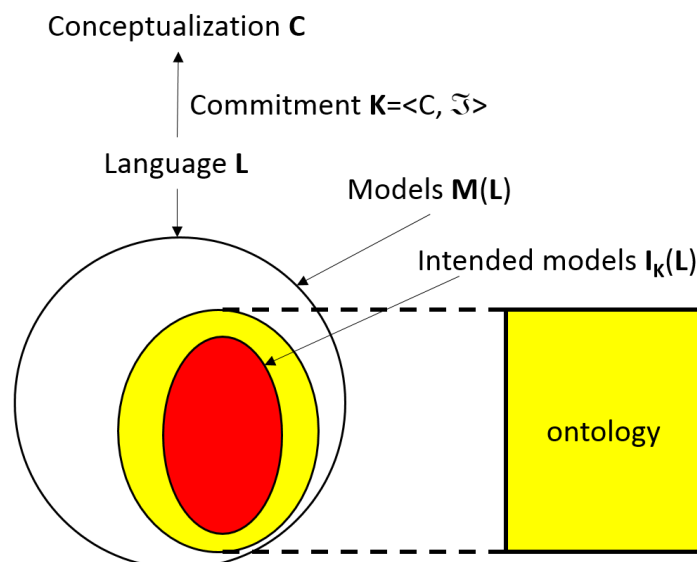 Conceptualization C
Commitment K=<C, ℑ>
Language L
Models M(L)
Intended models IK(L)
ontology